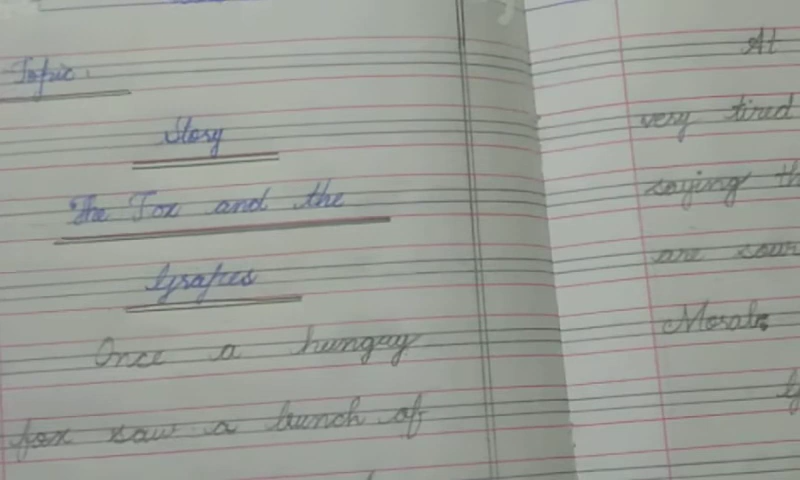 Topic.
Story
The Fox and the
Grapes
Once a hungry
fox saw a bunch of
At
very tired
saying th
are sour
Moral: